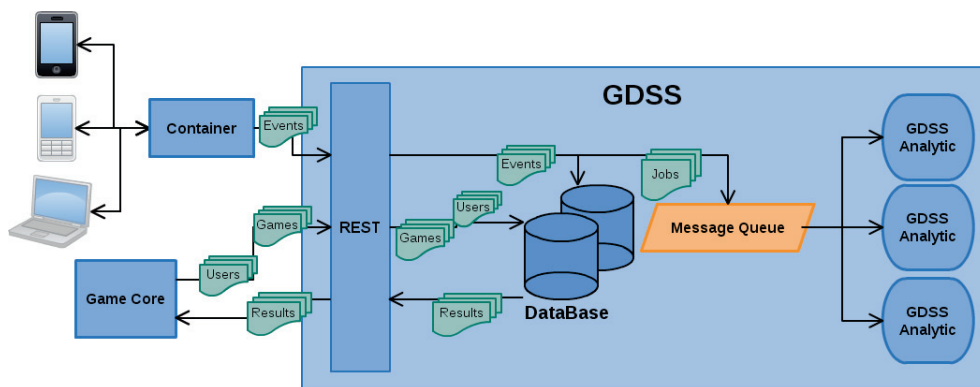 GDSS
Container
Events
REST
Events
Jobs
GDSS
Analytic
Games
Users
Games
Users
Message Queue
GDSS
Analytic
Game Core
Results
Results
DataBase
GDSS
Analytic